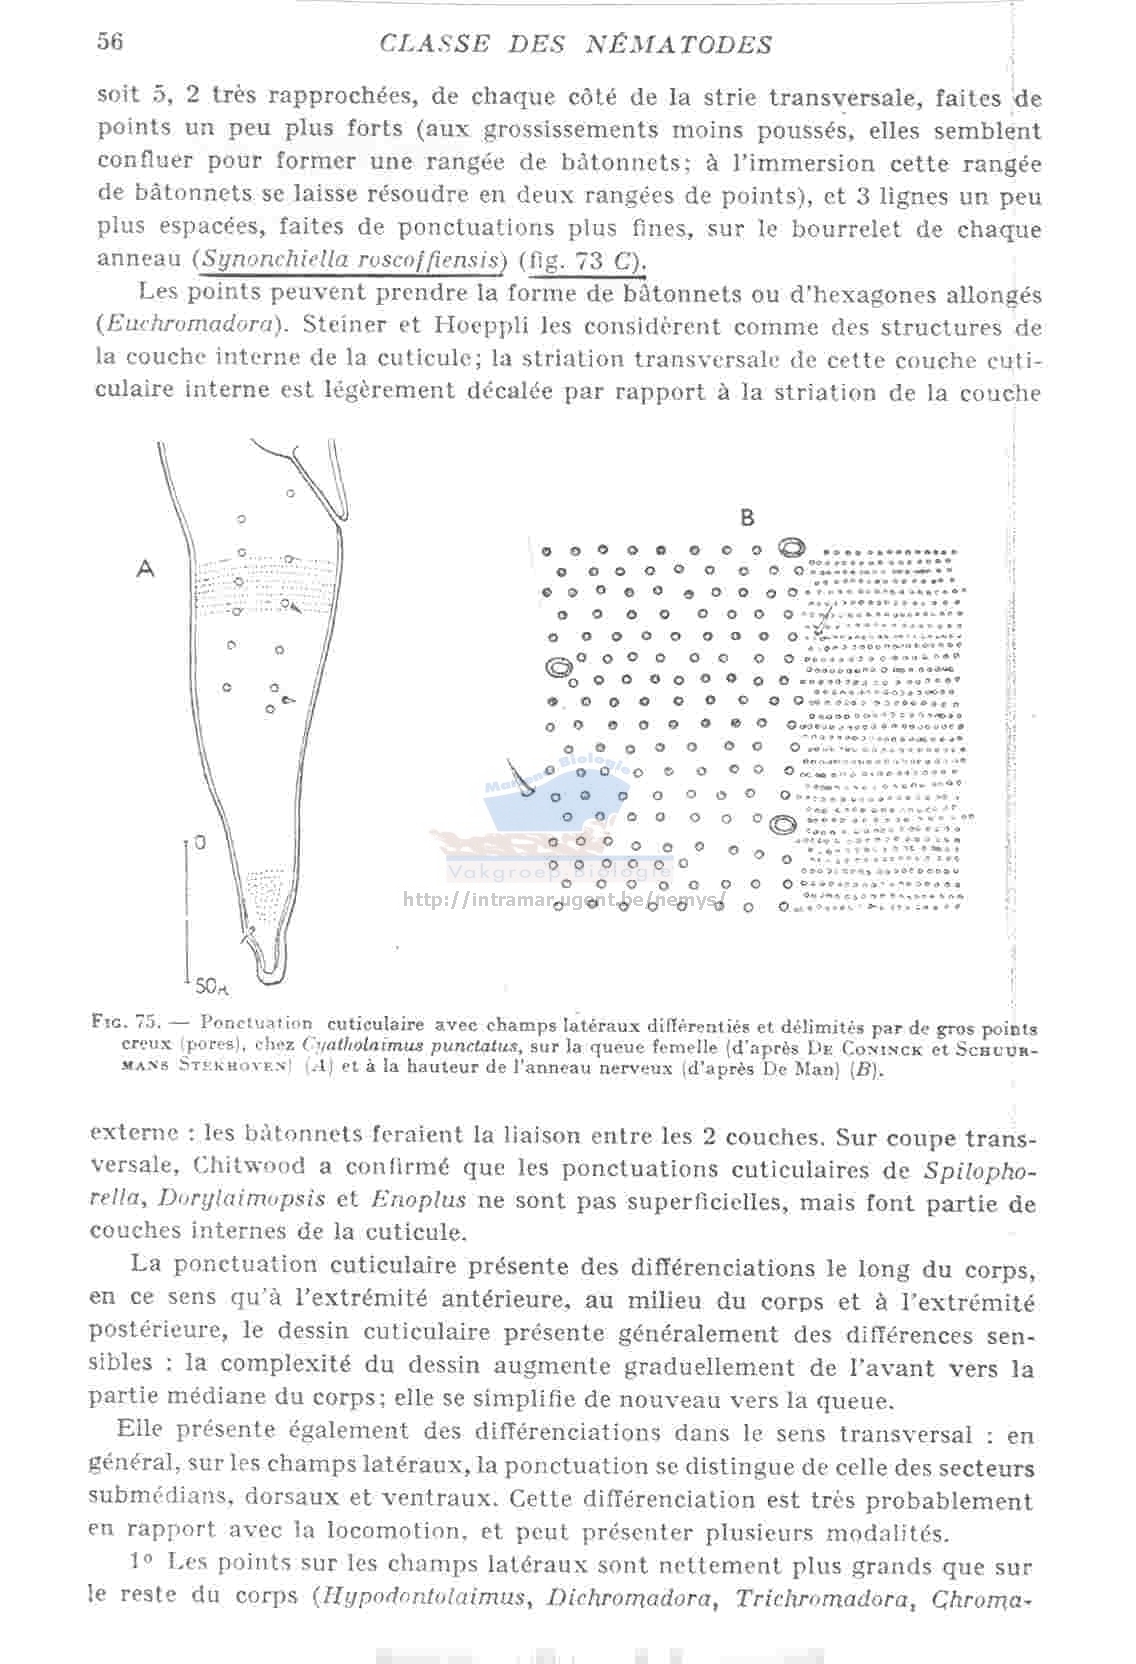 56
CLASSE DES NÉMATODES
soit 5, 2 très rapprochées, de chaque côté de la strie transversale, faites de
points un peu plus forts (aux grossissements moins poussés, elles semblent
confluer pour former une rangée de bâtonnets; à l'immersion cette rangée
de bâtonnets se laisse résoudre en deux rangées de points), et 3 lignes un peu
plus espacées, faites de ponctuations plus fines, sur le bourrelet de chaque
anneau (Synonchiella roscoffiensis) (fig. 73 C).
Les points peuvent prendre la forme de bâtonnets ou d'hexagones allongés
(Euchromadora). Steiner et Hoeppli les considèrent comme des structures de
la couche interne de la cuticule; la striation transversale de cette couche cuti-
culaire interne est légèrement décalée par rapport à la striation de la couche
A
B
O
50µ
Mariene Biologie
Vakgroep Biologie
http://intramar.ugent.be/nemys/
FIG. 75. — Ponctuation cuticulaire avec champs latéraux différentiés et délimités par de gros points
creux (pores), chez Cyatholaimus punctatus, sur la queue femelle (d'après DE CONINCK et SCHUUR-
MANS STEKHOVEN) (A) et à la hauteur de l'anneau nerveux (d'après De Man) (B).
externe : les bâtonnets feraient la liaison entre les 2 couches. Sur coupe trans-
versale, Chitwood a confirmé que les ponctuations cuticulaires de Spilopho-
rella, Dorylaimopsis et Enoplus ne sont pas superficielles, mais font partie de
couches internes de la cuticule.
La ponctuation cuticulaire présente des différenciations le long du corps,
en ce sens qu'à l'extrémité antérieure, au milieu du corps et à l'extrémité
postérieure, le dessin cuticulaire présente généralement des différences sen-
sibles : la complexité du dessin augmente graduellement de l'avant vers la
partie médiane du corps; elle se simplifie de nouveau vers la queue.
Elle présente également des différenciations dans le sens transversal : en
général, sur les champs latéraux, la ponctuation se distingue de celle des secteurs
submédians, dorsaux et ventraux. Cette différenciation est très probablement
en rapport avec la locomotion, et peut présenter plusieurs modalités.
1º Les points sur les champs latéraux sont nettement plus grands que sur
le reste du corps (Hypodontolaimus, Dichromadora, Trichromadora, Chroma-